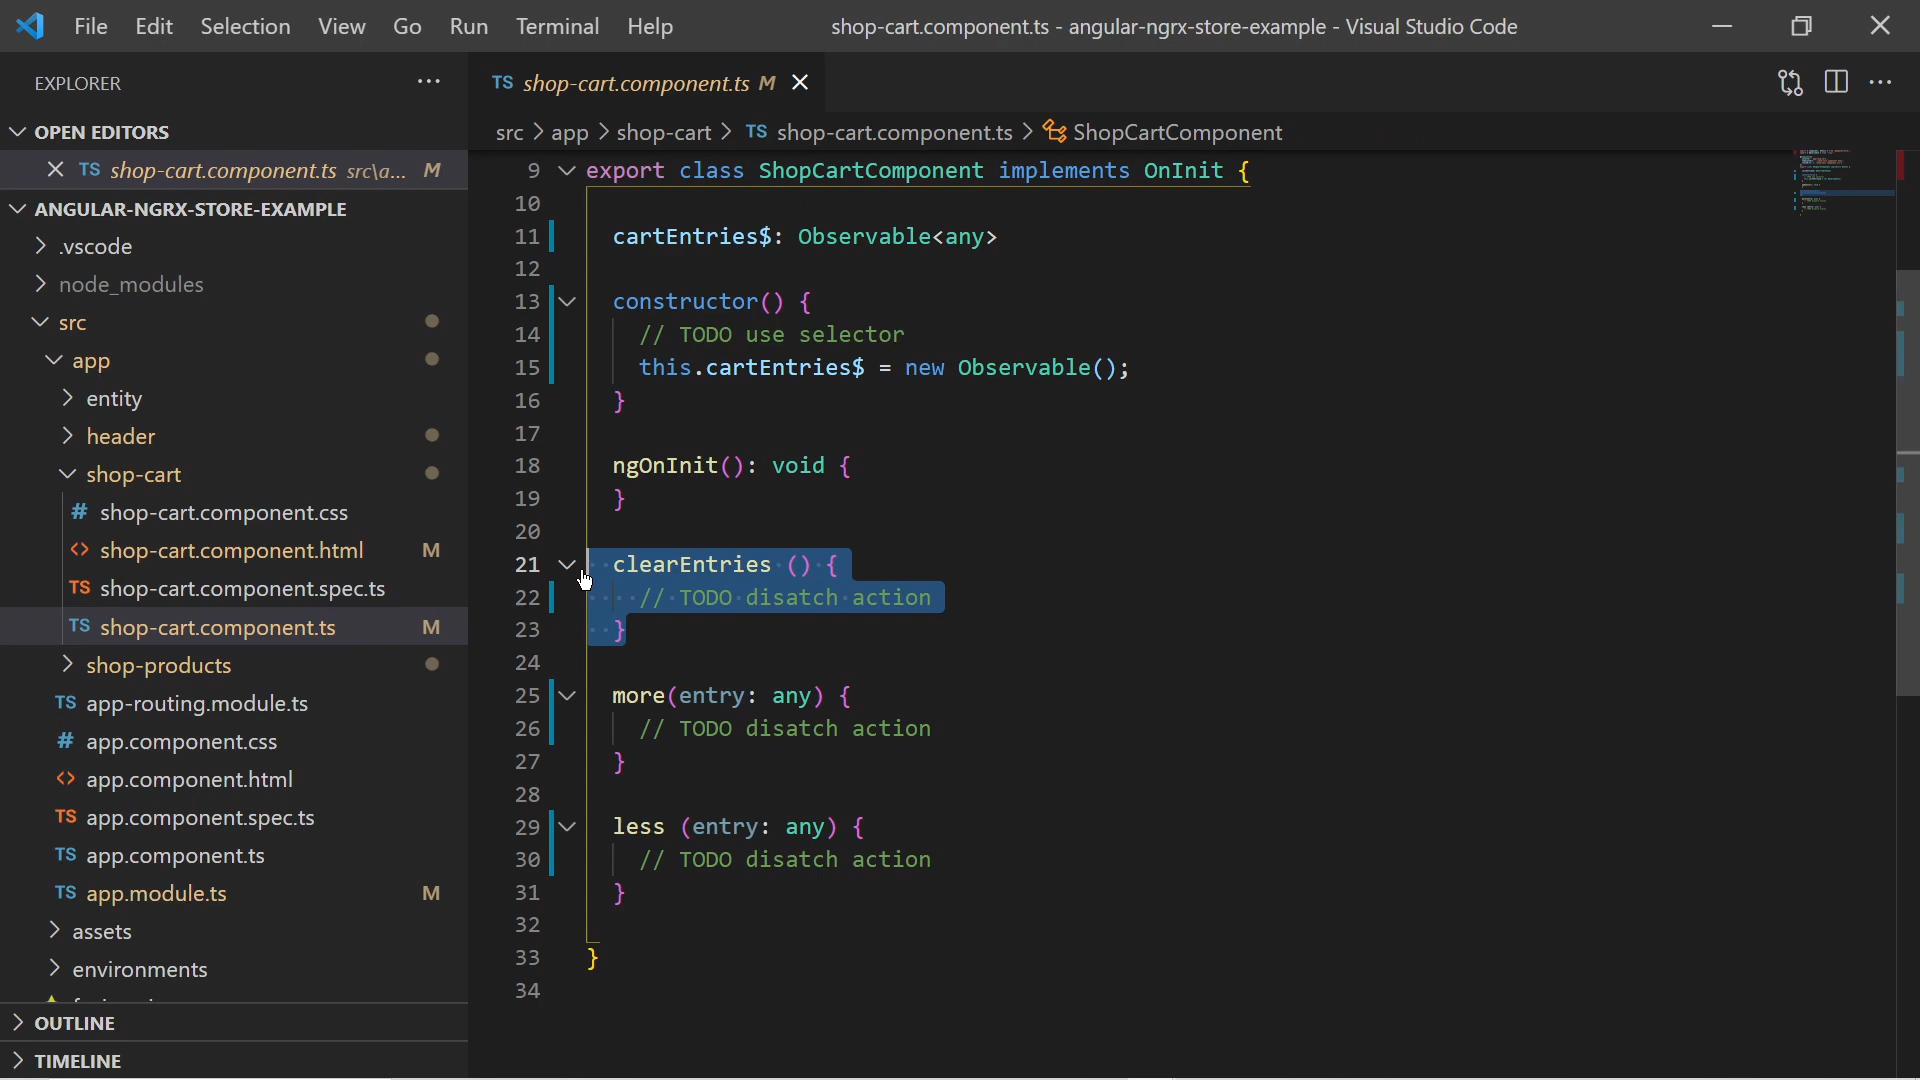 File Edit Selection View Go Run Terminal Help
shop-cart.component.ts - angular-ngrx-store-example - Visual Studio Code
EXPLORER ···
OPEN EDITORS
TS shop-cart.component.ts src\a... M
ANGULAR-NGRX-STORE-EXAMPLE
.vscode
node_modules
src
app
entity
header
shop-cart
# shop-cart.component.css
<> shop-cart.component.html M
TS shop-cart.component.spec.ts
TS shop-cart.component.ts M
shop-products
TS app-routing.module.ts
# app.component.css
<> app.component.html
TS app.component.spec.ts
TS app.component.ts
TS app.module.ts M
assets
environments
OUTLINE
TIMELINE
TS shop-cart.component.ts M
src > app > shop-cart > TS shop-cart.component.ts > ShopCartComponent
9 export class ShopCartComponent implements OnInit {
10
11 cartEntries$: Observable<any>
12
13 constructor() {
14 // TODO use selector
15 this.cartEntries$ = new Observable();
16 }
17
18 ngOnInit(): void {
19 }
20
21 clearEntries () {
22 // TODO disatch action
23 }
24
25 more(entry: any) {
26 // TODO disatch action
27 }
28
29 less (entry: any) {
30 // TODO disatch action
31 }
32
33 }
34